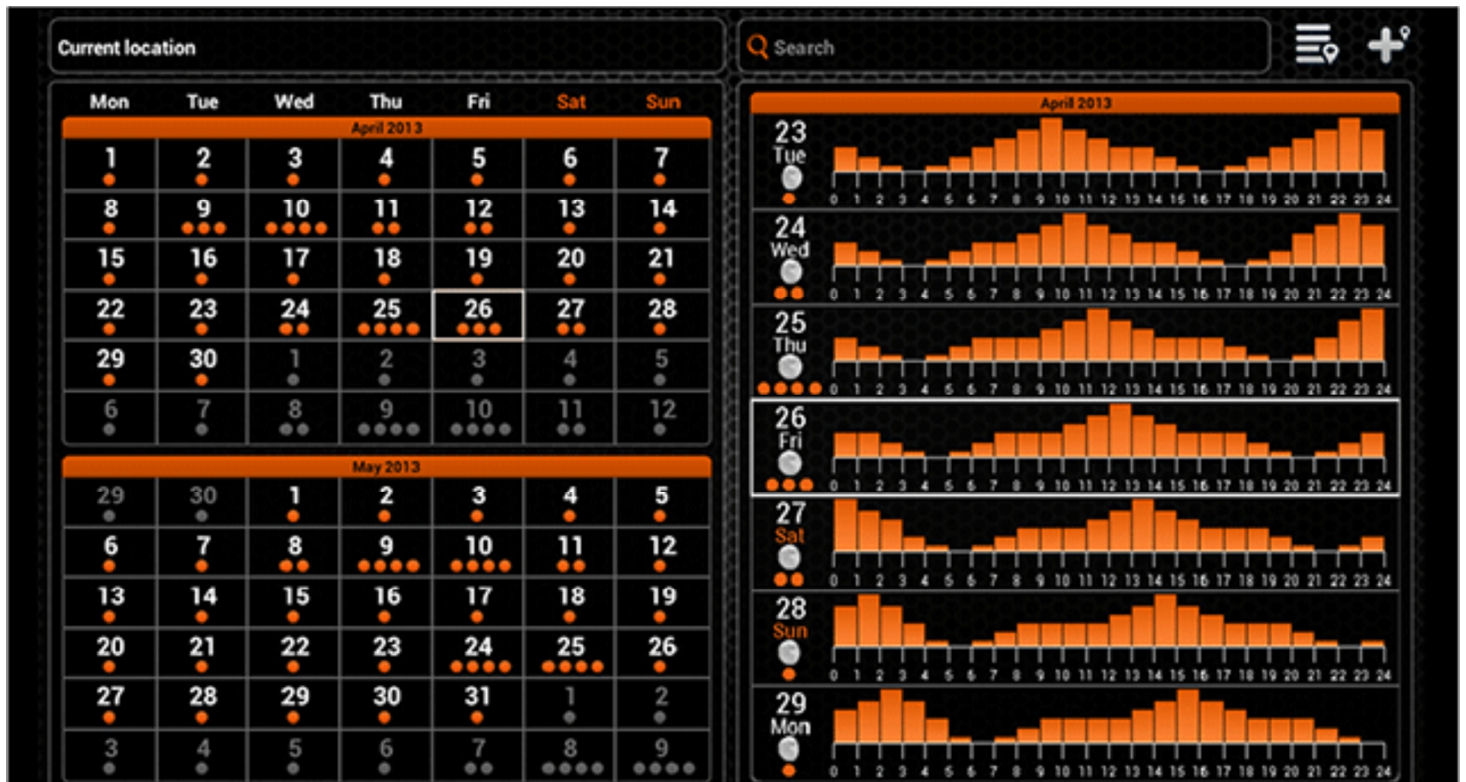 Current location
Search
Mon Tue Wed Thu Fri Sat Sun
April 2013
1 2 3 4 5 6 7
8 9 10 11 12 13 14
15 16 17 18 19 20 21
22 23 24 25 26 27 28
29 30 1 2 3 4 5
6 7 8 9 10 11 12
May 2013
29 30 1 2 3 4 5
6 7 8 9 10 11 12
13 14 15 16 17 18 19
20 21 22 23 24 25 26
27 28 29 30 31 1 2
3 4 5 6 7 8 9
April 2013
23
Tue
0 1 2 3 4 5 6 7 8 9 10 11 12 13 14 15 16 17 18 19 20 21 22 23 24
24
Wed
0 1 2 3 4 5 6 7 8 9 10 11 12 13 14 15 16 17 18 19 20 21 22 23 24
25
Thu
0 1 2 3 4 5 6 7 8 9 10 11 12 13 14 15 16 17 18 19 20 21 22 23 24
26
Fri
0 1 2 3 4 5 6 7 8 9 10 11 12 13 14 15 16 17 18 19 20 21 22 23 24
27
Sat
0 1 2 3 4 5 6 7 8 9 10 11 12 13 14 15 16 17 18 19 20 21 22 23 24
28
Sun
0 1 2 3 4 5 6 7 8 9 10 11 12 13 14 15 16 17 18 19 20 21 22 23 24
29
Mon
0 1 2 3 4 5 6 7 8 9 10 11 12 13 14 15 16 17 18 19 20 21 22 23 24